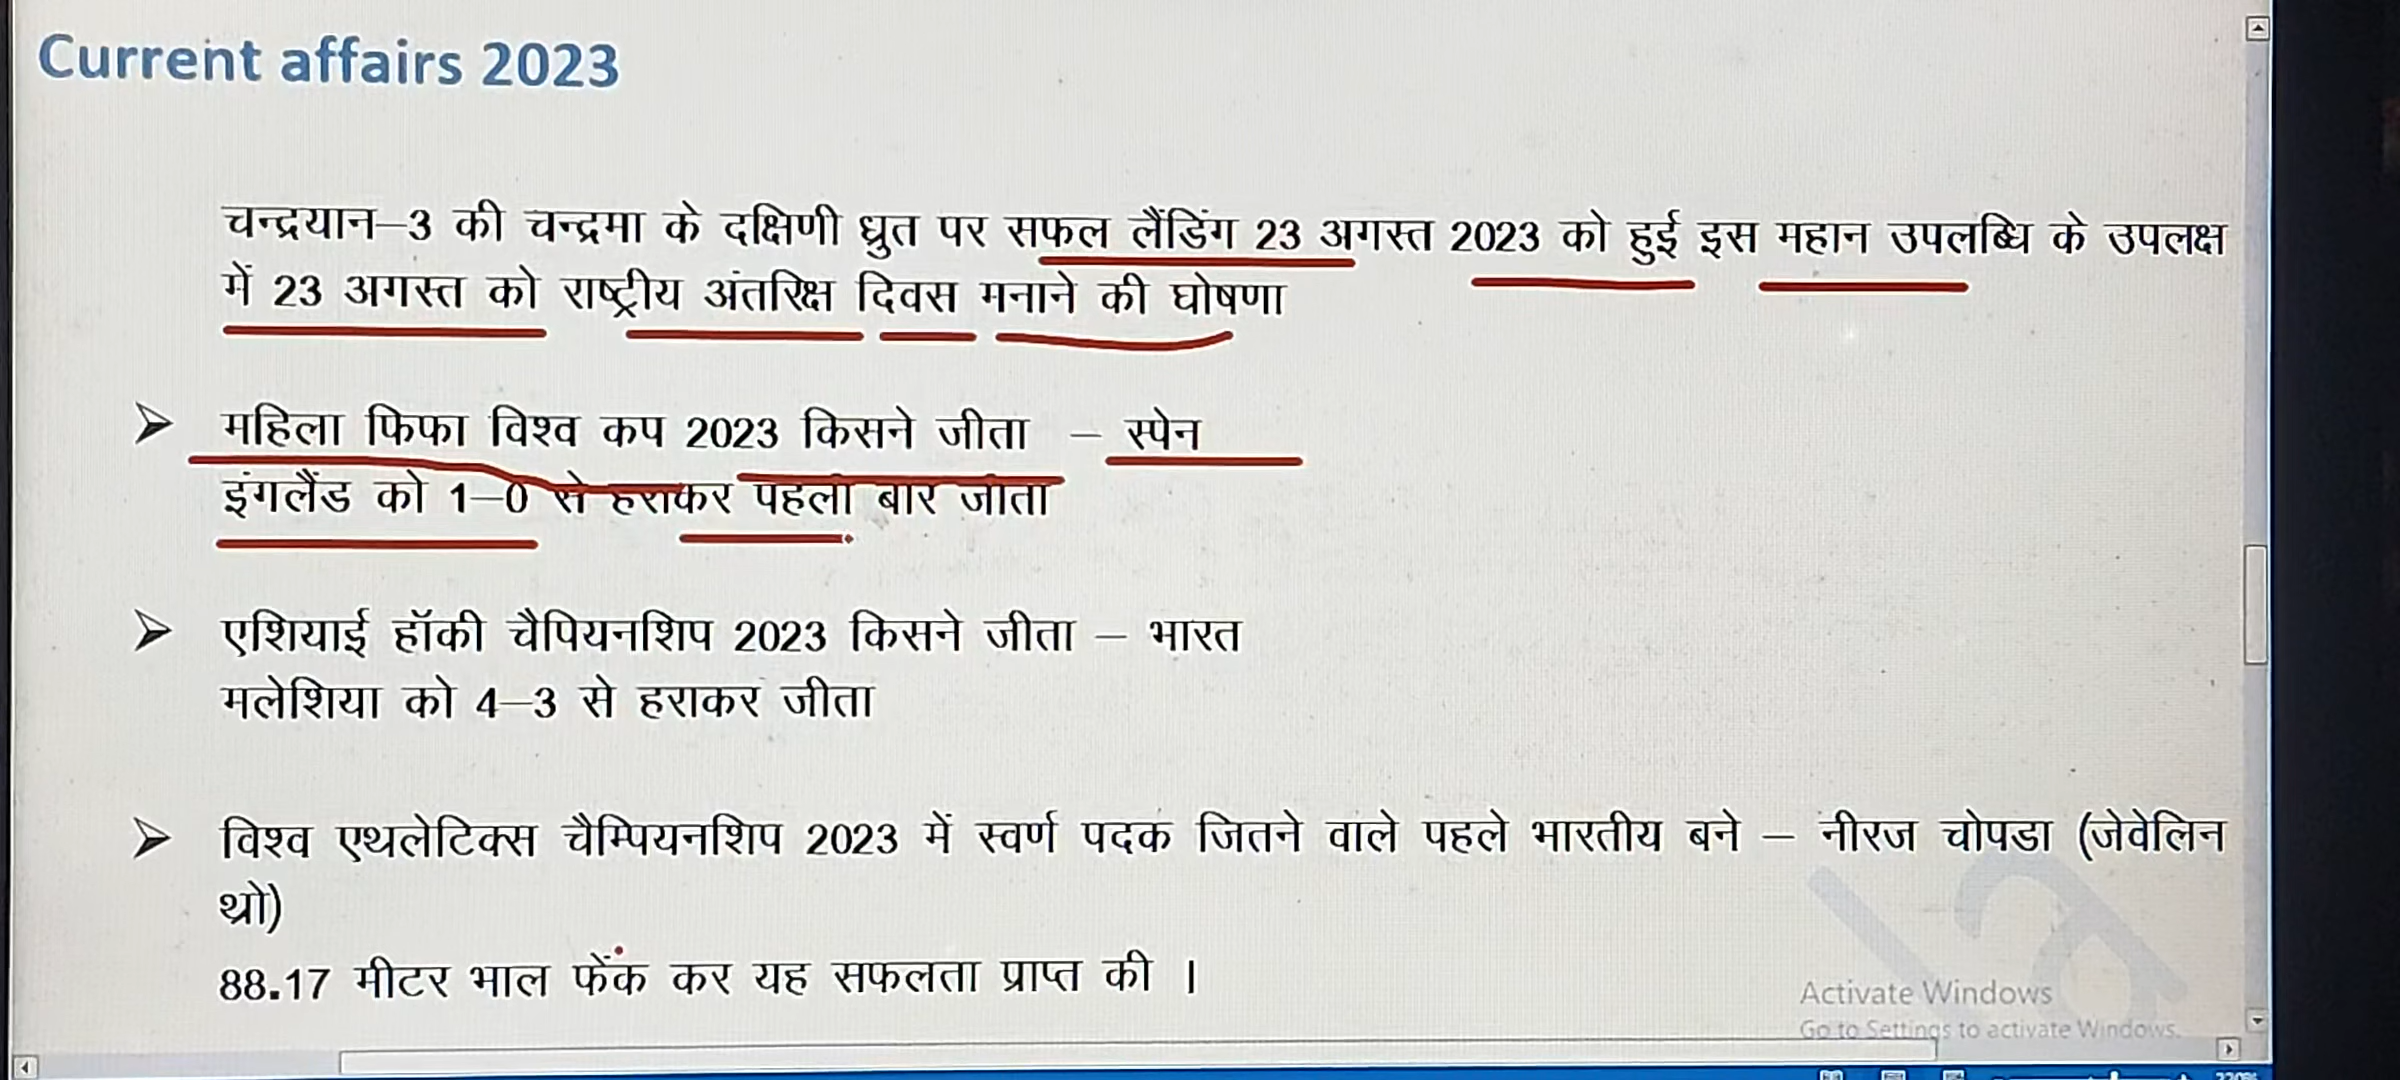 Current affairs 2023
चन्द्रयान–3 की चन्द्रमा के दक्षिणी ध्रुत पर सफल लैंडिंग 23 अगस्त 2023 को हुई इस महान उपलब्धि के उपलक्ष
में 23 अगस्त को राष्ट्रीय अंतरिक्ष दिवस मनाने की घोषणा
➢ महिला फिफा विश्व कप 2023 किसने जीता – स्पेन
इंगलैंड को 1–0 से हराकर पहली बार जीता
➢ एशियाई हॉकी चैपियनशिप 2023 किसने जीता – भारत
मलेशिया को 4–3 से हराकर जीता
➢ विश्व एथलेटिक्स चैम्पियनशिप 2023 में स्वर्ण पदक जितने वाले पहले भारतीय बने – नीरज चोपडा (जेवेलिन
थ्रो)
88.17 मीटर भाल फेंक कर यह सफलता प्राप्त की ।
Activate Windows
Go to Settings to activate Windows.